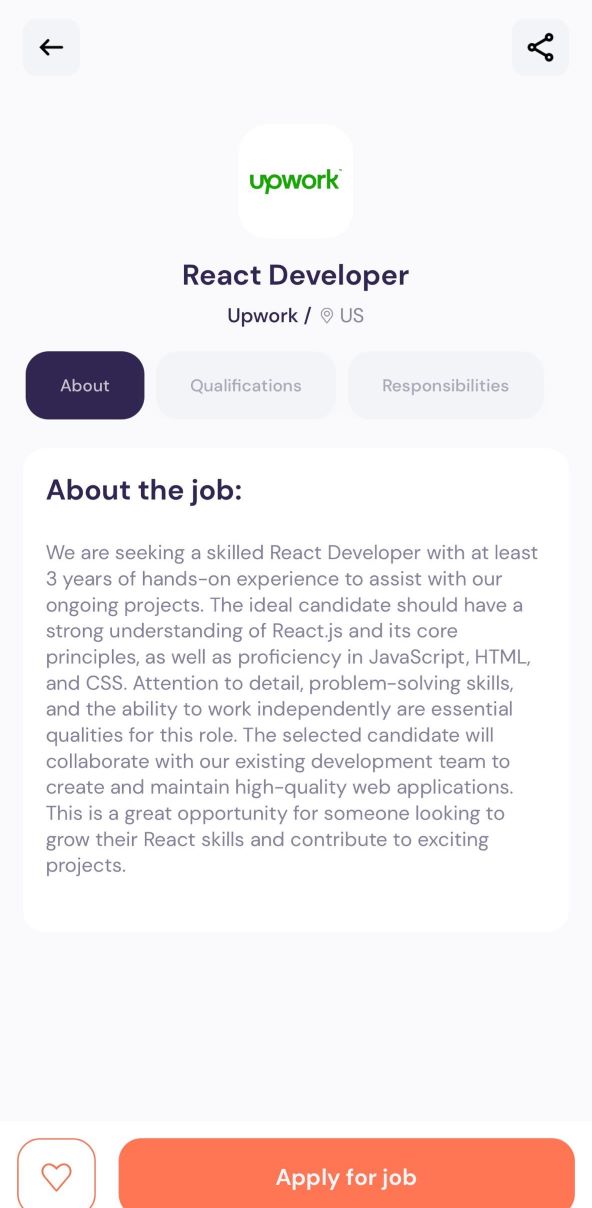 upwork
React Developer
Upwork / US
About Qualifications Responsibilities
About the job:
We are seeking a skilled React Developer with at least
3 years of hands-on experience to assist with our
ongoing projects. The ideal candidate should have a
strong understanding of React.js and its core
principles, as well as proficiency in JavaScript, HTML,
and CSS. Attention to detail, problem-solving skills,
and the ability to work independently are essential
qualities for this role. The selected candidate will
collaborate with our existing development team to
create and maintain high-quality web applications.
This is a great opportunity for someone looking to
grow their React skills and contribute to exciting
projects.
Apply for job